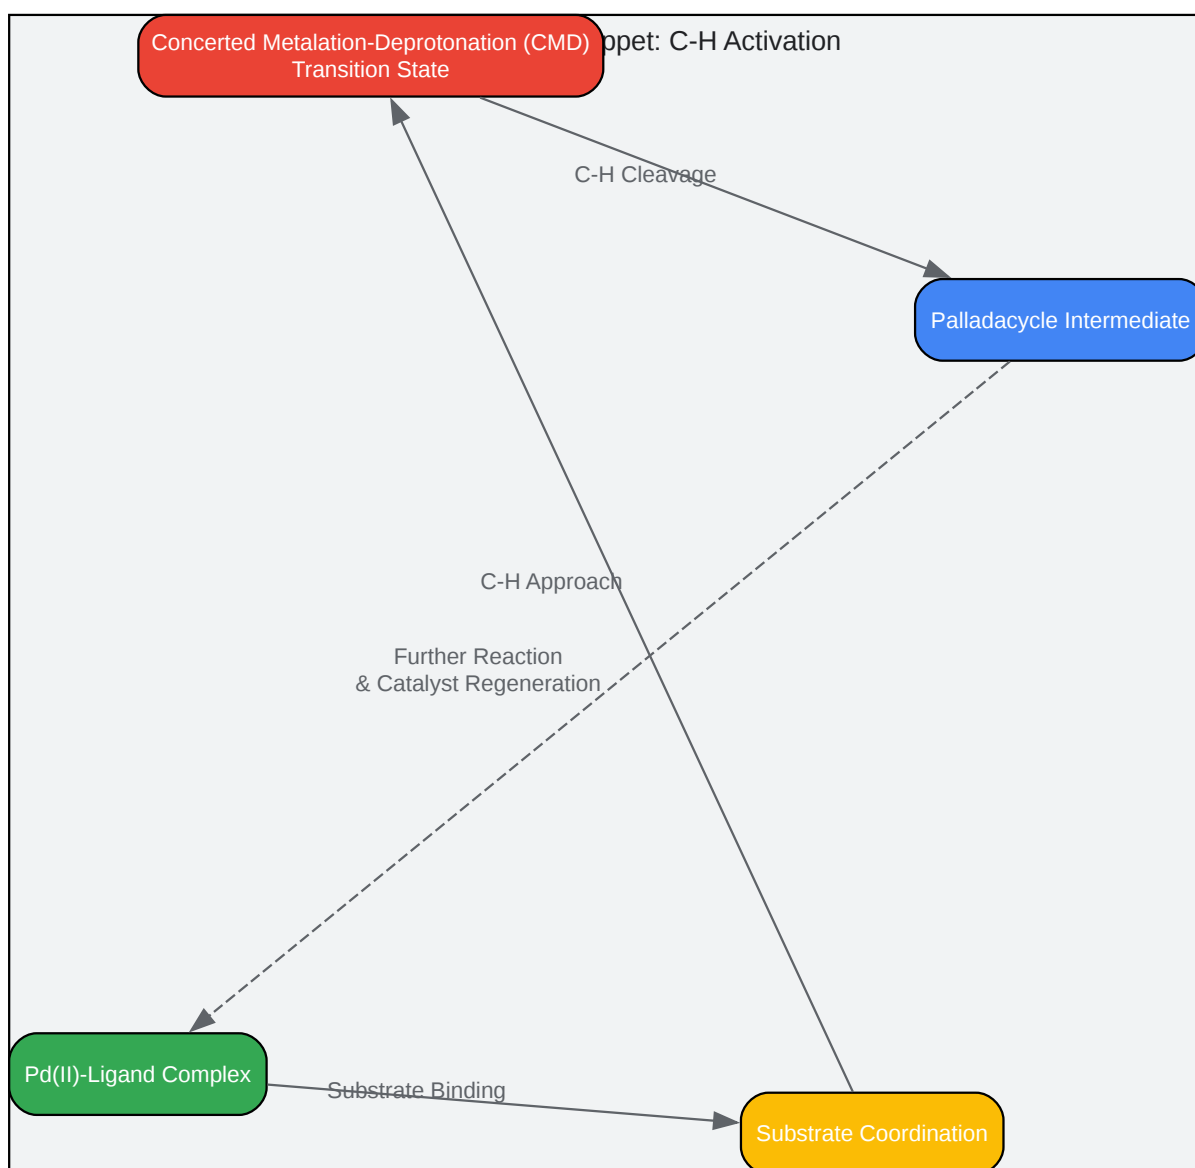 Concerted Metalation-Deprotonation (CMD)
Transition State
C-H Activation
C-H Cleavage
Palladacycle Intermediate
C-H Approach
Further Reaction
& Catalyst Regeneration
Pd(II)-Ligand Complex
Substrate Binding
Substrate Coordination